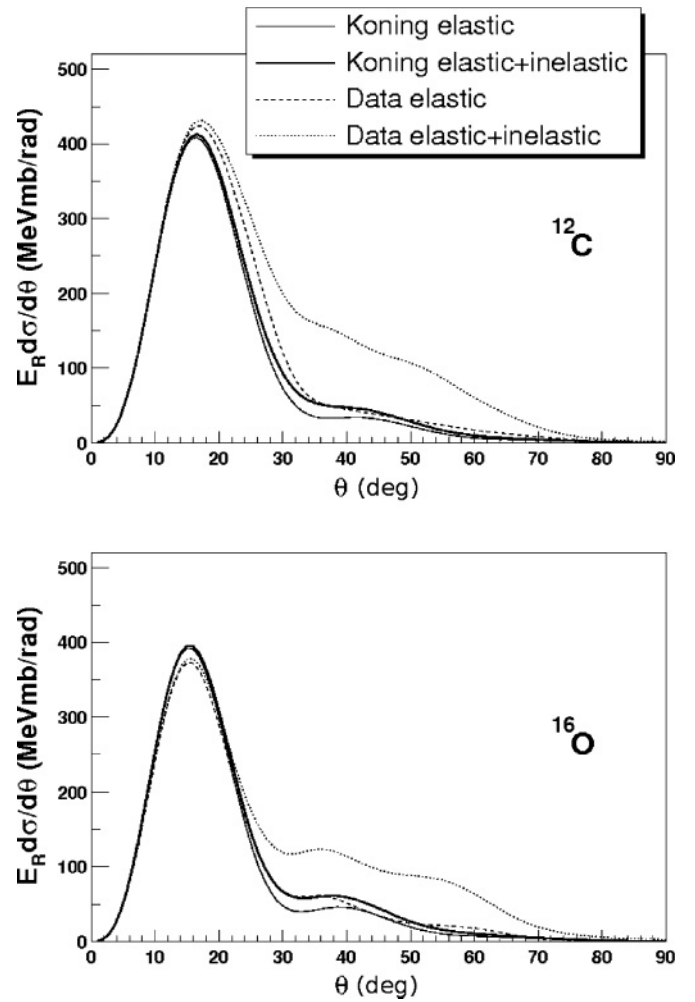 Koning elastic
Koning elastic+inelastic
Data elastic
Data elastic+inelastic
500
400
300
200
100
0
E_R dσ/dθ (MeVmb/rad)
¹²C
0 10 20 30 40 50 60 70 80 90
θ (deg)
500
400
300
200
100
0
E_R dσ/dθ (MeVmb/rad)
¹⁶O
0 10 20 30 40 50 60 70 80 90
θ (deg)